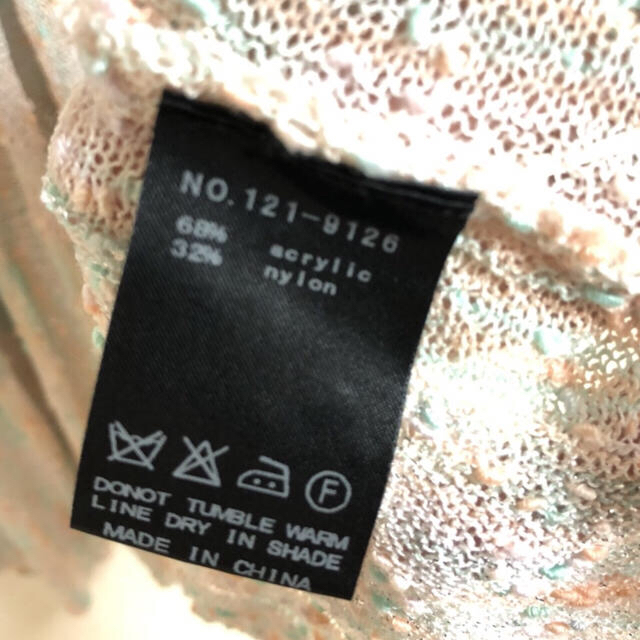 NO.121-9126
68% acrylic
32% nylon
F
DONOT TUMBLE WARM
LINE DRY IN SHADE
MADE IN CHINA